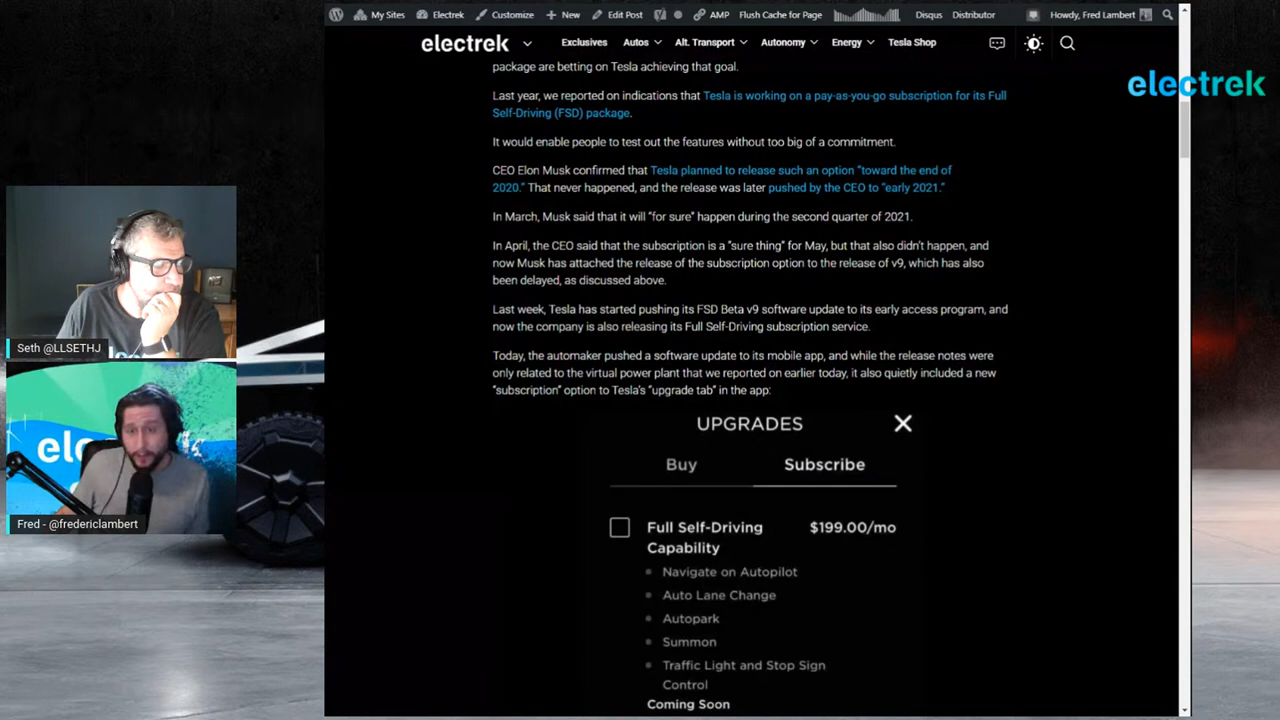 My Sites Electrek Customize New Edit Post AMP Flush Cache for Page Disqus Distributor Howdy, Fred Lambert
electrek Exclusives Autos Alt. Transport Autonomy Energy Tesla Shop
electrek
package are betting on Tesla achieving that goal.
Last year, we reported on indications that Tesla is working on a pay-as-you-go subscription for its Full
Self-Driving (FSD) package.
It would enable people to test out the features without too big of a commitment.
CEO Elon Musk confirmed that Tesla planned to release such an option “toward the end of
2020.” That never happened, and the release was later pushed by the CEO to “early 2021.”
In March, Musk said that it will “for sure” happen during the second quarter of 2021.
In April, the CEO said that the subscription is a “sure thing” for May, but that also didn’t happen, and
now Musk has attached the release of the subscription option to the release of v9, which has also
been delayed, as discussed above.
Last week, Tesla has started pushing its FSD Beta v9 software update to its early access program, and
now the company is also releasing its Full Self-Driving subscription service.
Today, the automaker pushed a software update to its mobile app, and while the release notes were
only related to the virtual power plant that we reported on earlier today, it also quietly included a new
“subscription” option to Tesla’s “upgrade tab” in the app:
UPGRADES
Buy Subscribe
Full Self-Driving $199.00/mo
Capability
Navigate on Autopilot
Auto Lane Change
Autopark
Summon
Traffic Light and Stop Sign
Control
Coming Soon
Seth @LLSETHJ
Fred - @fredericlambert